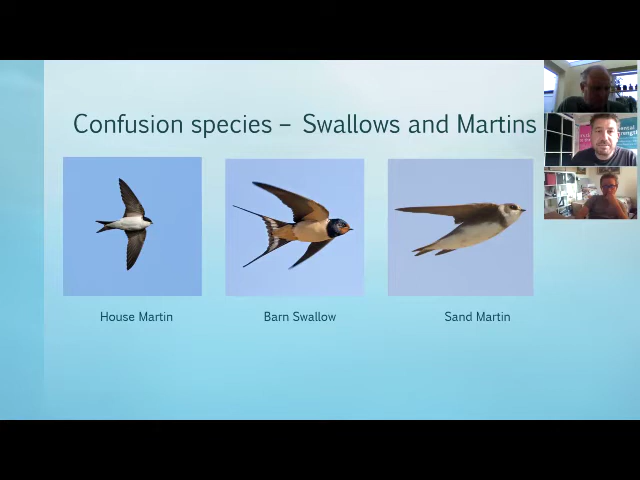 Confusion species – Swallows and Martins
House Martin
Barn Swallow
Sand Martin